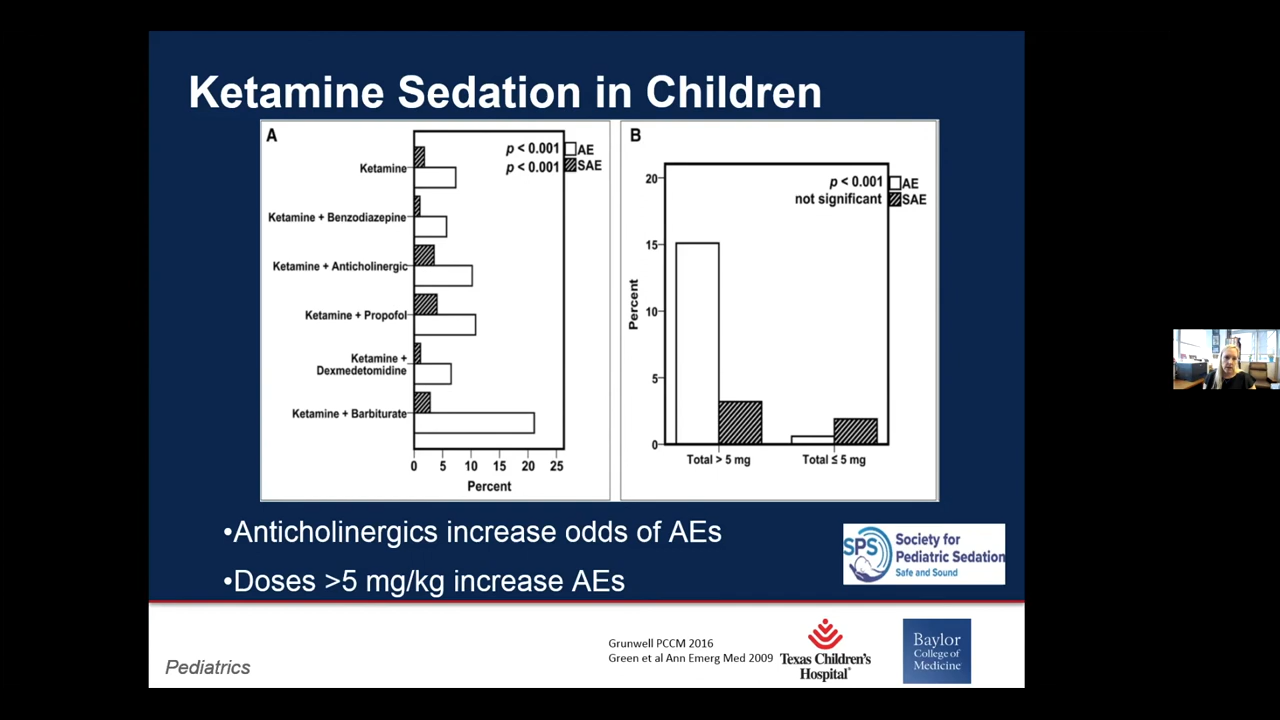 Ketamine Sedation in Children
A
p < 0.001 AE
p < 0.001 SAE
Ketamine
Ketamine + Benzodiazepine
Ketamine + Anticholinergic
Ketamine + Propofol
Ketamine +
Dexmedetomidine
Ketamine + Barbiturate
0 5 10 15 20 25
Percent
B
p < 0.001 AE
not significant SAE
20
15
10
5
0
Percent
Total > 5 mg Total ≤ 5 mg
•Anticholinergics increase odds of AEs
•Doses >5 mg/kg increase AEs
SPS
Society for
Pediatric Sedation
Safe and Sound
Grunwell PCCM 2016
Green et al Ann Emerg Med 2009
Texas Children's
Hospital®
Baylor
College of
Medicine
Pediatrics